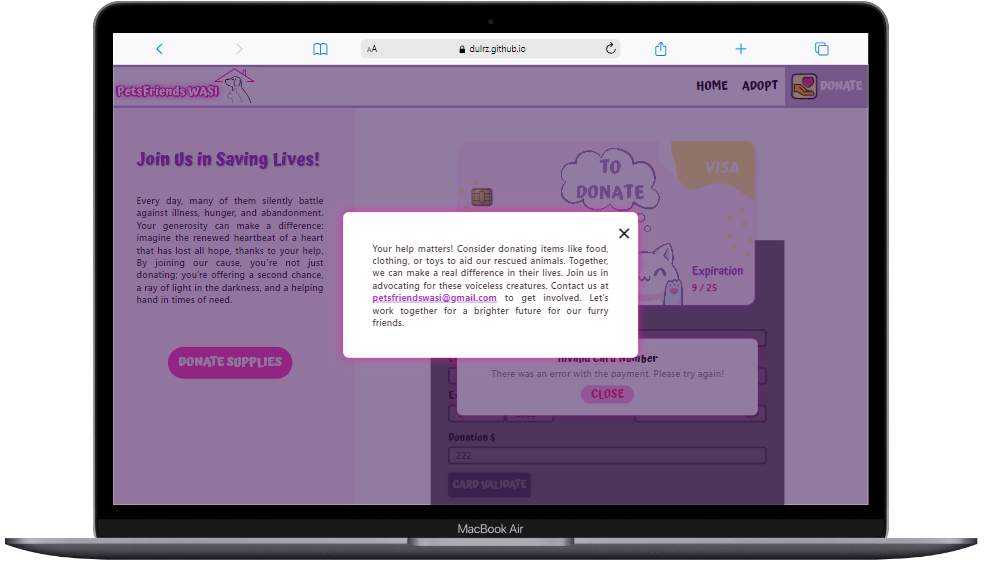 AA dulrz.github.io
PetsFriends WASI
HOME ADOPT DONATE
Join Us in Saving Lives!
Every day, many of them silently battle
against illness, hunger, and abandonment.
Your generosity can make a difference:
imagine the renewed heartbeat of a heart
that has lost all hope, thanks to your help.
By joining our cause, you`re not just
donating; you're offering a second chance,
a ray of light in the darkness, and a helping
hand in times of need.
DONATE SUPPLIES
TO
DONATE
VISA
Expiration
9 / 25
Your help matters! Consider donating items like food,
clothing, or toys to aid our rescued animals. Together,
we can make a real difference in their lives. Join us in
advocating for these voiceless creatures. Contact us at
petsfriendswasi@gmail.com to get involved. Let's
work together for a brighter future for our furry
friends.
Invalid Card Number
There was an error with the payment. Please try again!
CLOSE
Donation $
222
CARD VALIDATE
MacBook Air